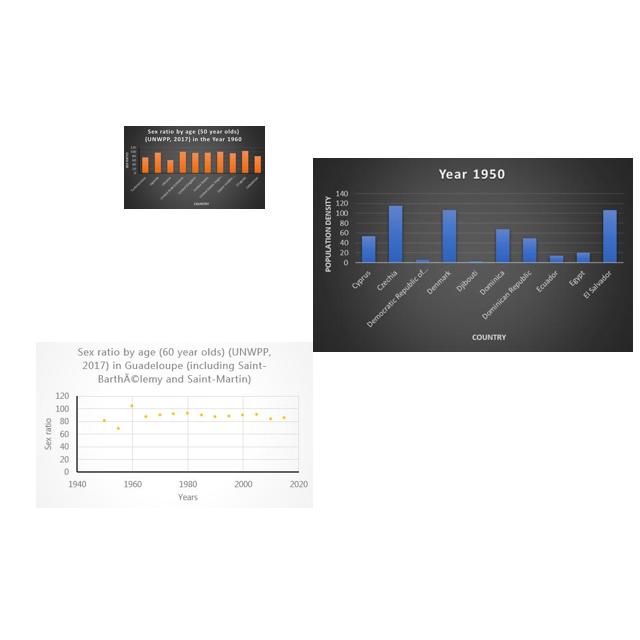 Sex ratio by age (50 year olds)
(UNWPP, 2017) in the Year 1960
COUNTRY
Year 1950
POPULATION DENSITY
140
120
100
80
60
40
20
0
Cyprus
Czechia
Democratic Republic of...
Denmark
Djibouti
Dominica
Dominican Republic
Ecuador
Egypt
El Salvador
COUNTRY
Sex ratio by age (60 year olds) (UNWPP,
2017) in Guadeloupe (including Saint-
BarthÃ©lemy and Saint-Martin)
Sex ratio
120
100
80
60
40
20
0
1940 1960 1980 2000 2020
Years